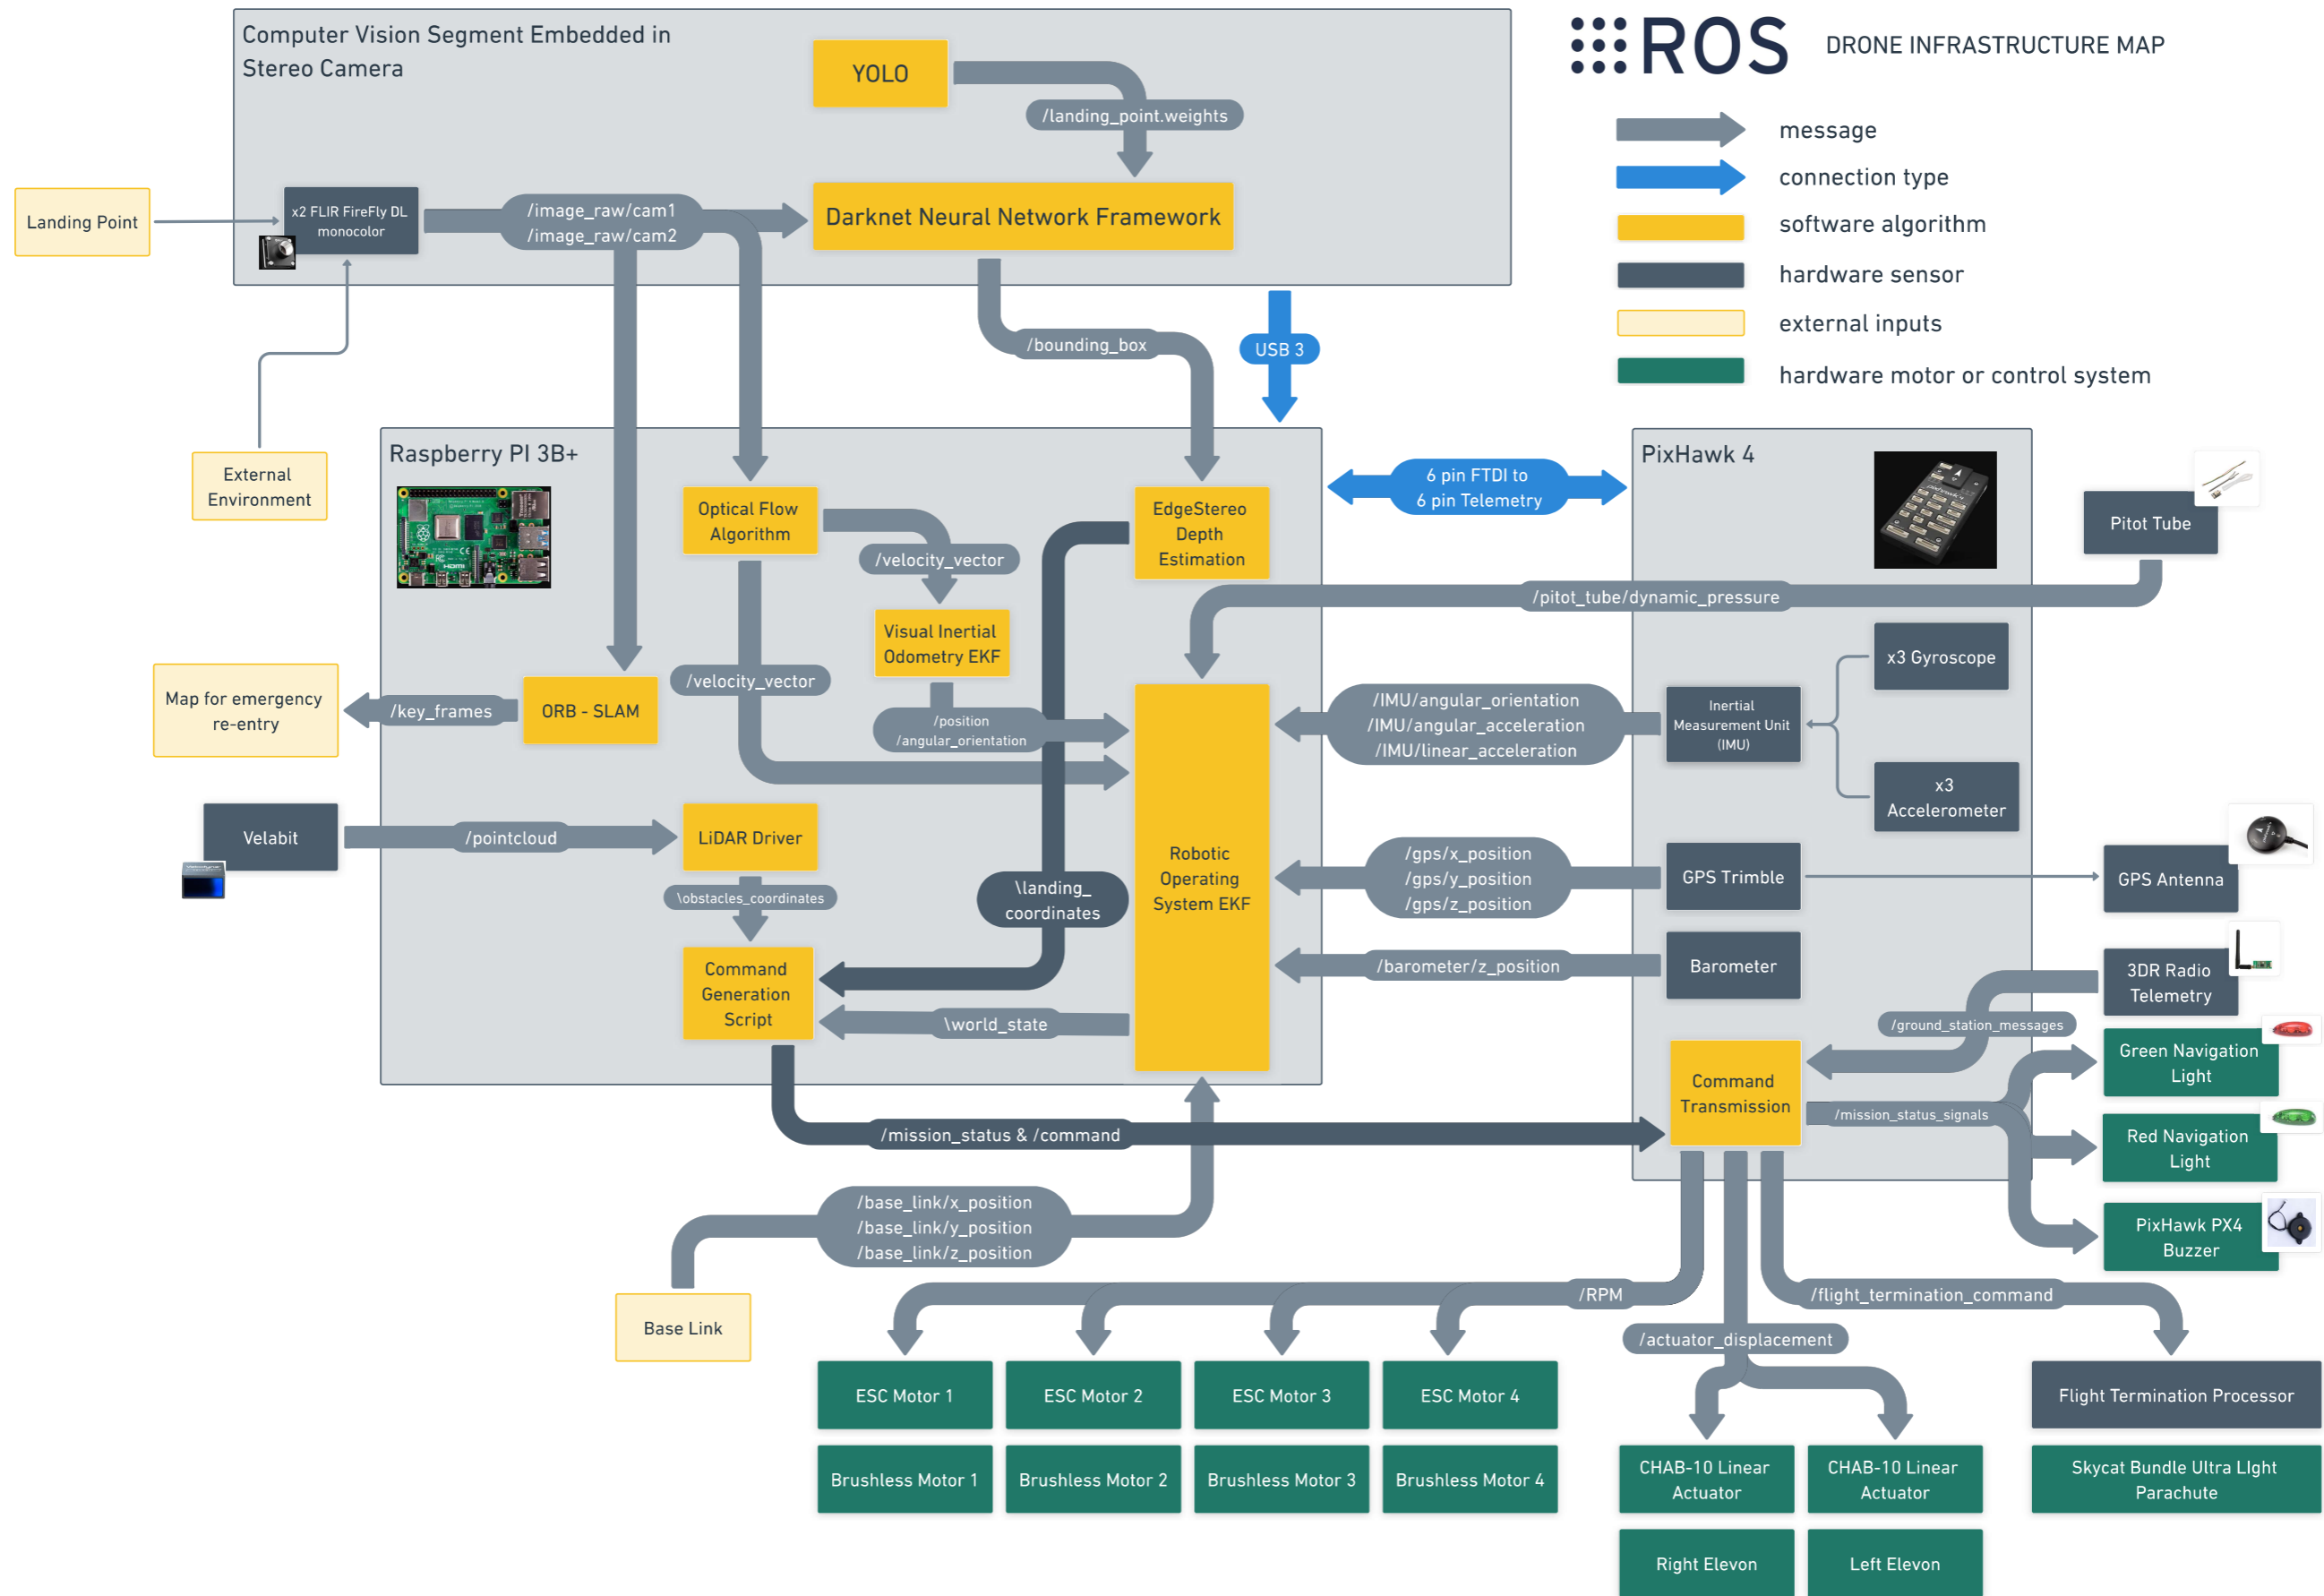 Computer Vision Segment Embedded in
Stereo Camera
YOLO
/landing_point.weights
ROS
DRONE INFRASTRUCTURE MAP
message
connection type
software algorithm
hardware sensor
external inputs
hardware motor or control system
Landing Point
x2 FLIR FireFly DL
monocolor
/image_raw/cam1
/image_raw/cam2
Darknet Neural Network Framework
/bounding_box
USB 3
External
Environment
Raspberry PI 3B+
Optical Flow
Algorithm
/velocity_vector
EdgeStereo
Depth
Estimation
6 pin FTDI to
6 pin Telemetry
PixHawk 4
Pitot Tube
/pitot_tube/dynamic_pressure
Visual Inertial
Odometry EKF
/velocity_vector
/position
/angular_orientation
Map for emergency
re-entry
/key_frames
ORB - SLAM
/IMU/angular_orientation
/IMU/angular_acceleration
/IMU/linear_acceleration
Inertial
Measurement Unit
(IMU)
x3 Gyroscope
x3
Accelerometer
Velabit
/pointcloud
LiDAR Driver
\obstacles_coordinates
\landing_
coordinates
Robotic
Operating
System EKF
/gps/x_position
/gps/y_position
/gps/z_position
GPS Trimble
GPS Antenna
Command
Generation
Script
\world_state
/barometer/z_position
Barometer
3DR Radio
Telemetry
/ground_station_messages
Green Navigation
Light
Command
Transmission
/mission_status_signals
Red Navigation
Light
/mission_status & /command
PixHawk PX4
Buzzer
/base_link/x_position
/base_link/y_position
/base_link/z_position
Base Link
/RPM
/flight_termination_command
/actuator_displacement
ESC Motor 1
ESC Motor 2
ESC Motor 3
ESC Motor 4
Flight Termination Processor
Brushless Motor 1
Brushless Motor 2
Brushless Motor 3
Brushless Motor 4
CHAB-10 Linear
Actuator
CHAB-10 Linear
Actuator
Skycat Bundle Ultra LIght
Parachute
Right Elevon
Left Elevon